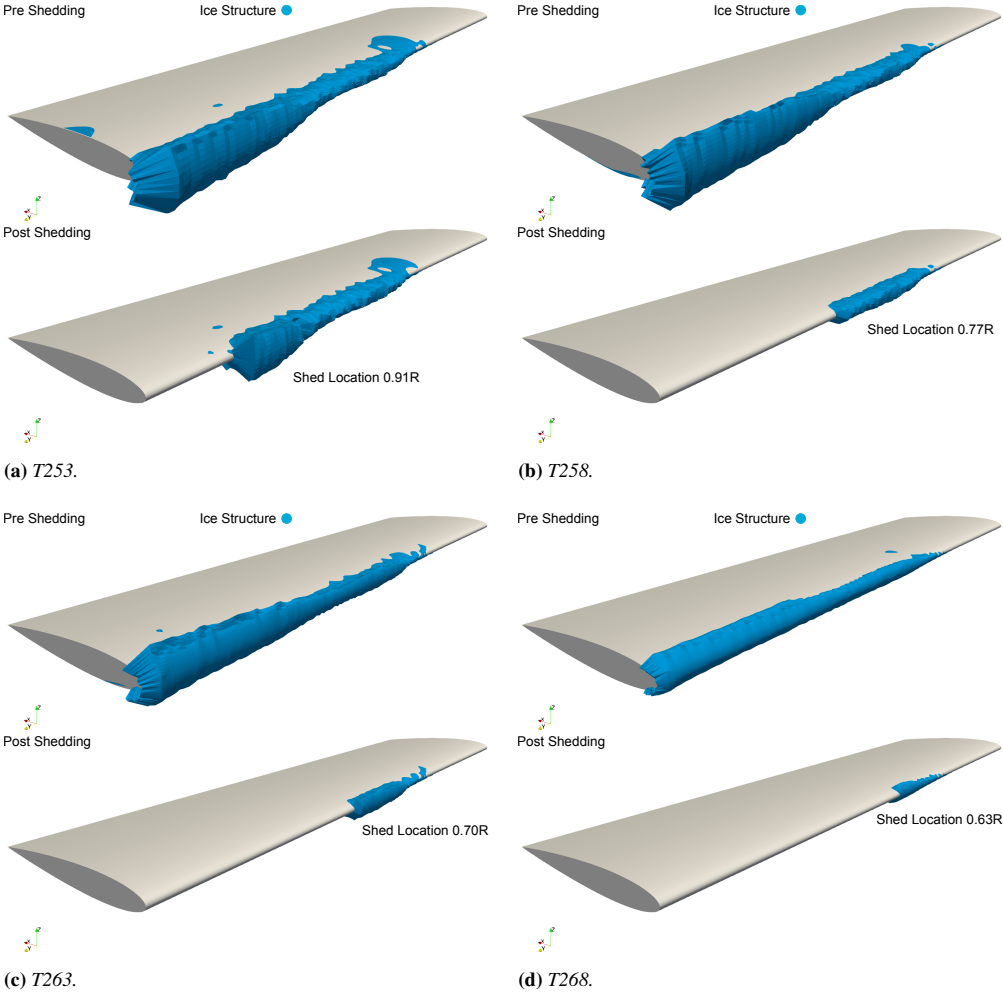 Pre Shedding
Ice Structure
Pre Shedding
Ice Structure
Post Shedding
Shed Location 0.91R
Post Shedding
Shed Location 0.77R
(a) T253.
(b) T258.
Pre Shedding
Ice Structure
Pre Shedding
Ice Structure
Post Shedding
Shed Location 0.70R
Post Shedding
Shed Location 0.63R
(c) T263.
(d) T268.